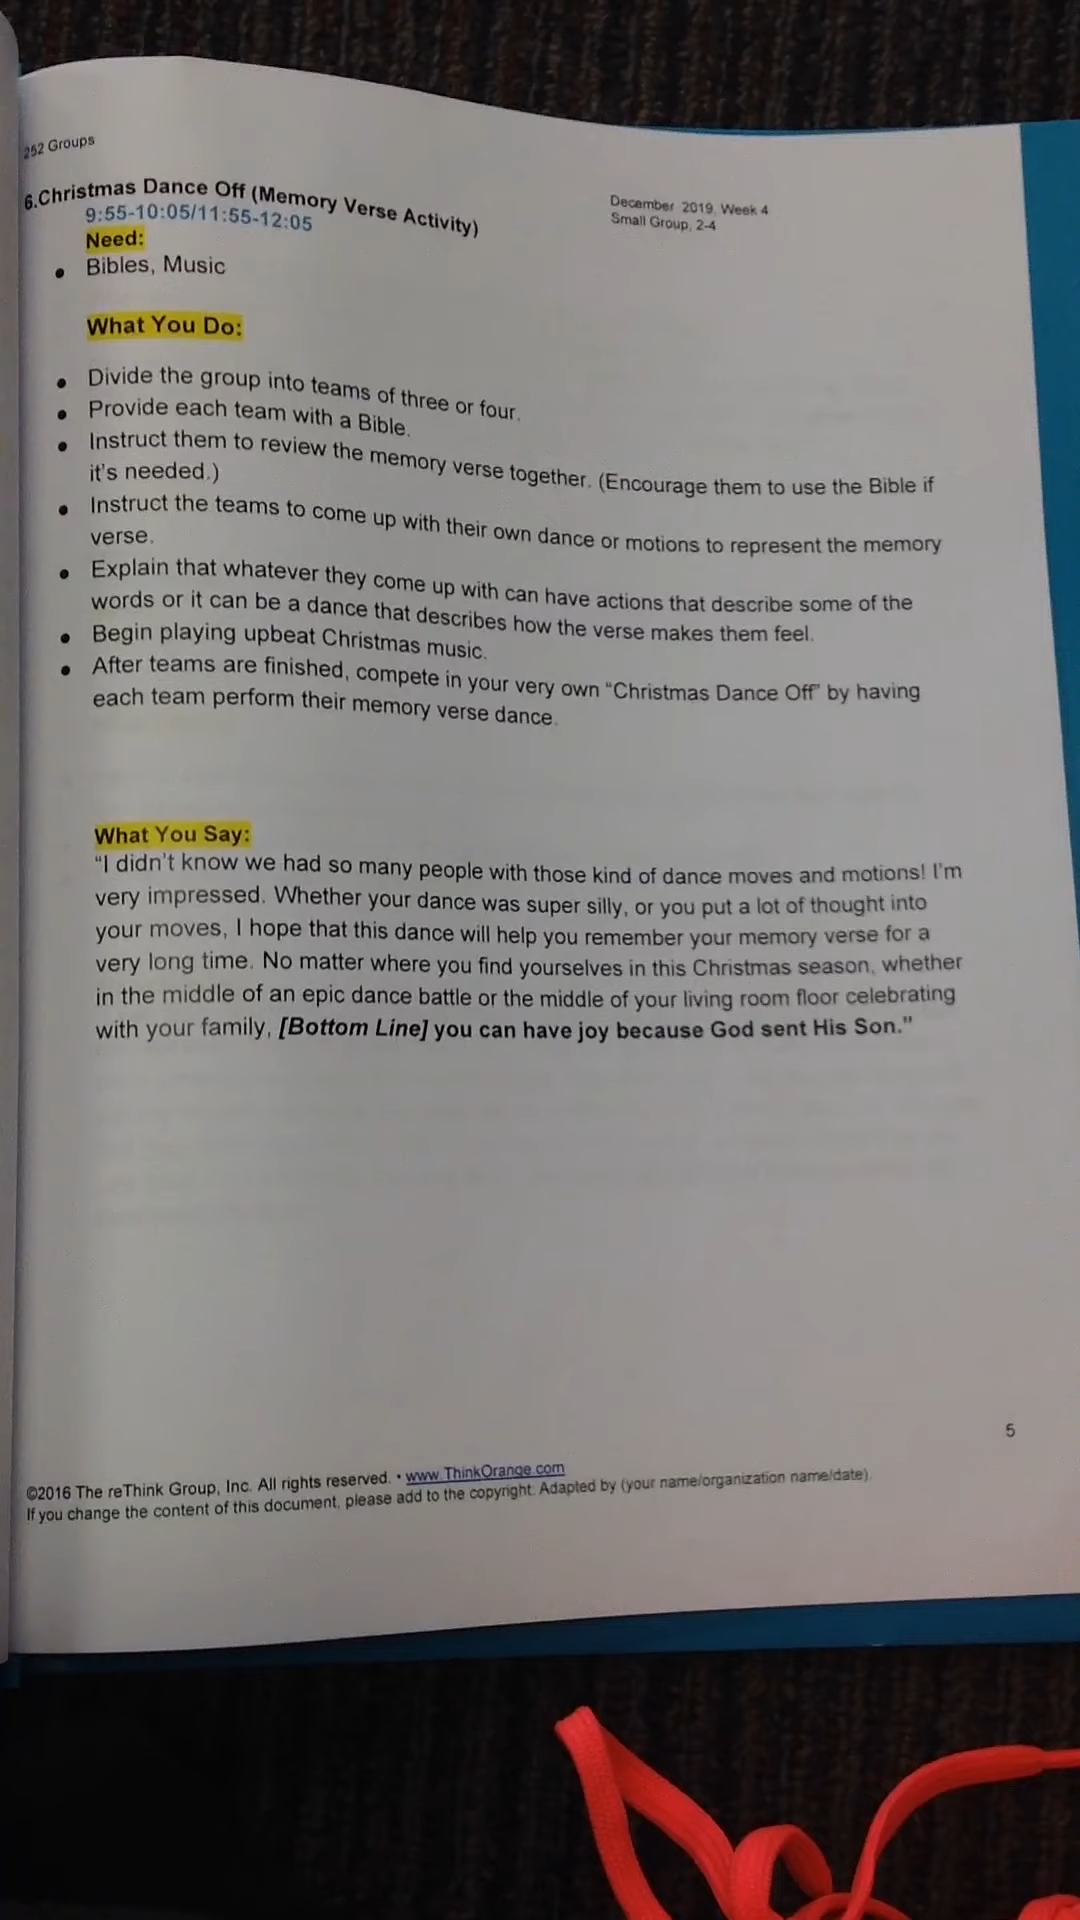 252 Groups
December 2019, Week 4
Small Group, 2-4
6.Christmas Dance Off (Memory Verse Activity)
9:55-10:05/11:55-12:05
Need:
● Bibles, Music
What You Do:
● Divide the group into teams of three or four.
● Provide each team with a Bible.
● Instruct them to review the memory verse together. (Encourage them to use the Bible if
it's needed.)
● Instruct the teams to come up with their own dance or motions to represent the memory
verse.
● Explain that whatever they come up with can have actions that describe some of the
words or it can be a dance that describes how the verse makes them feel.
● Begin playing upbeat Christmas music.
● After teams are finished, compete in your very own “Christmas Dance Off” by having
each team perform their memory verse dance.
What You Say:
“I didn't know we had so many people with those kind of dance moves and motions! I'm
very impressed. Whether your dance was super silly, or you put a lot of thought into
your moves, I hope that this dance will help you remember your memory verse for a
very long time. No matter where you find yourselves in this Christmas season, whether
in the middle of an epic dance battle or the middle of your living room floor celebrating
with your family, [Bottom Line] you can have joy because God sent His Son.”
5
©2016 The reThink Group, Inc. All rights reserved. • www.ThinkOrange.com
If you change the content of this document, please add to the copyright: Adapted by (your name/organization name/date).